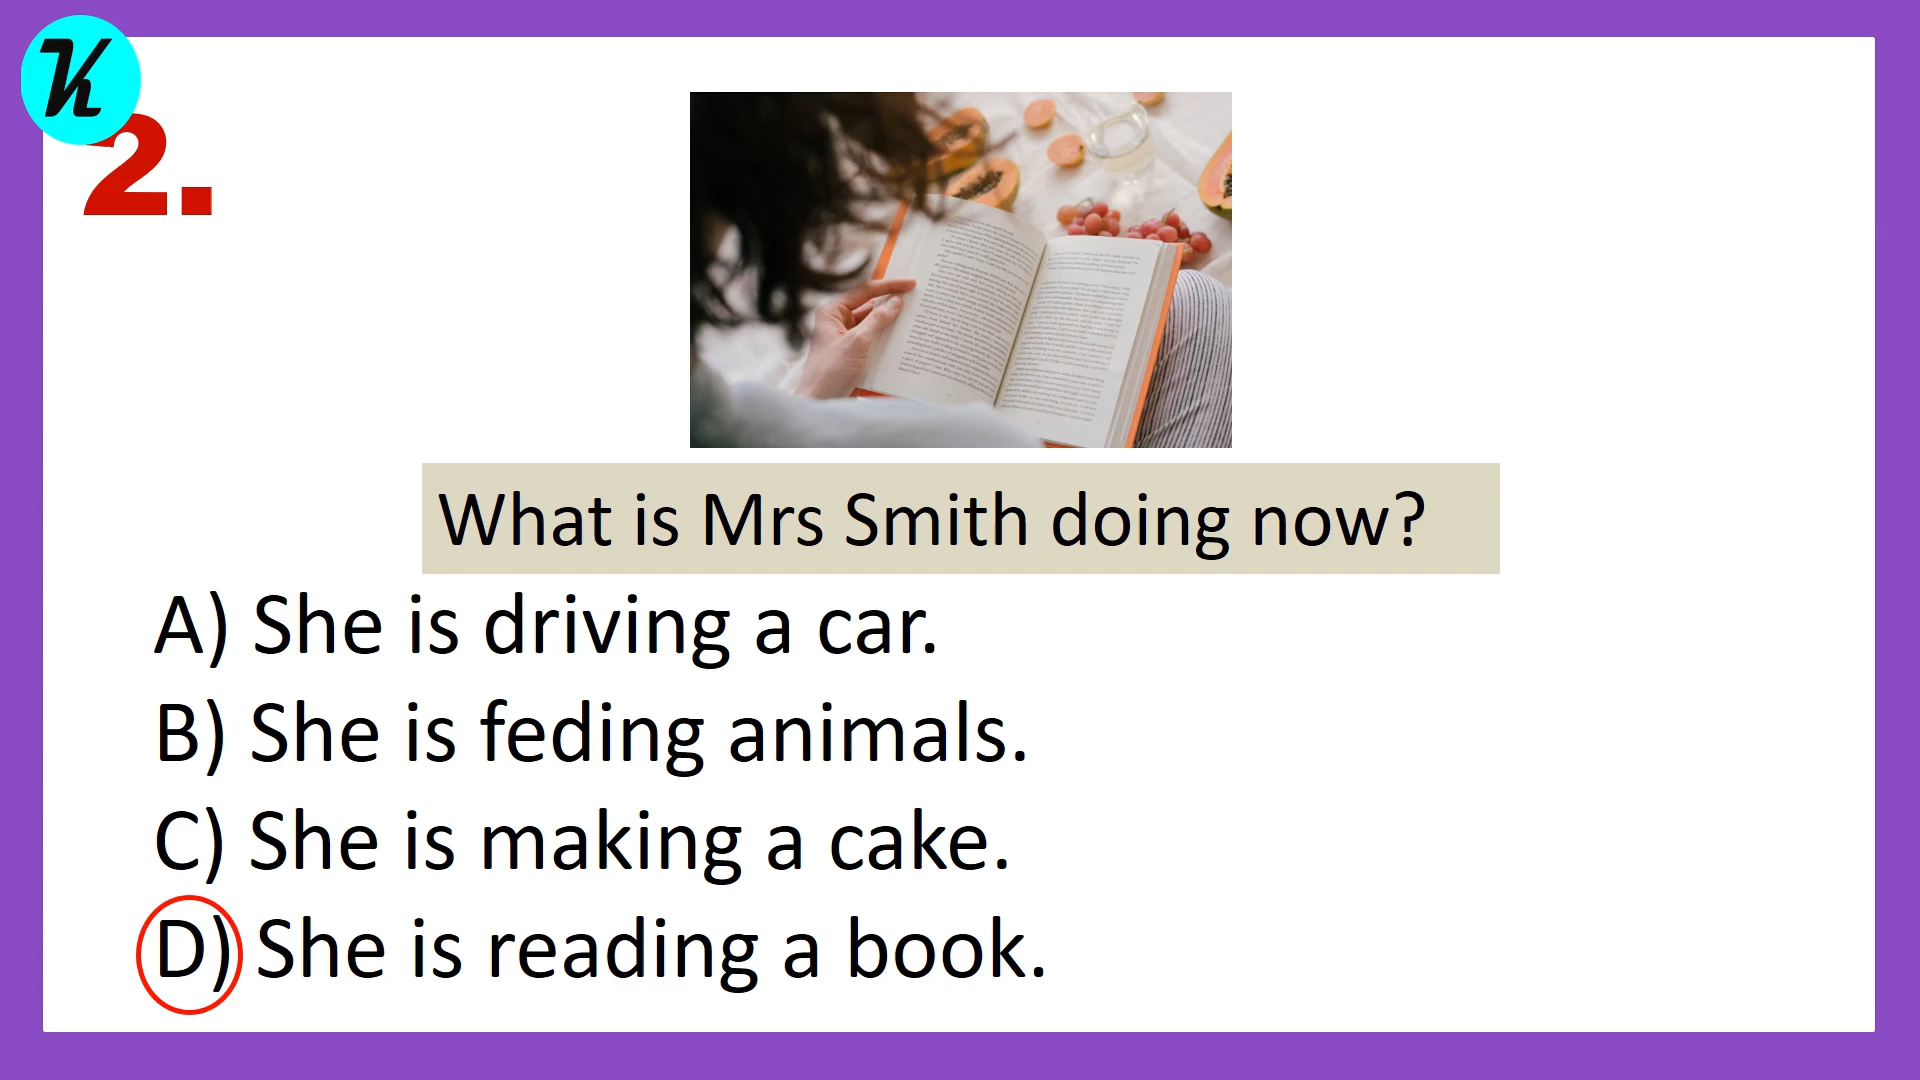 K
2.
What is Mrs Smith doing now?
A) She is driving a car.
B) She is feding animals.
C) She is making a cake.
D) She is reading a book.